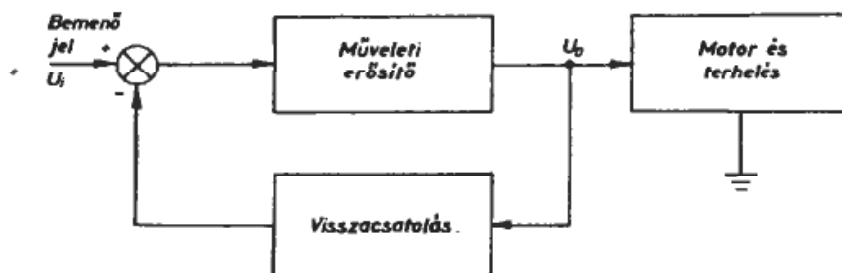 Bemenő
jel
+
Ui
-
Műveleti
erősítő
Uo
Motor és
terhelés
Visszacsatolás